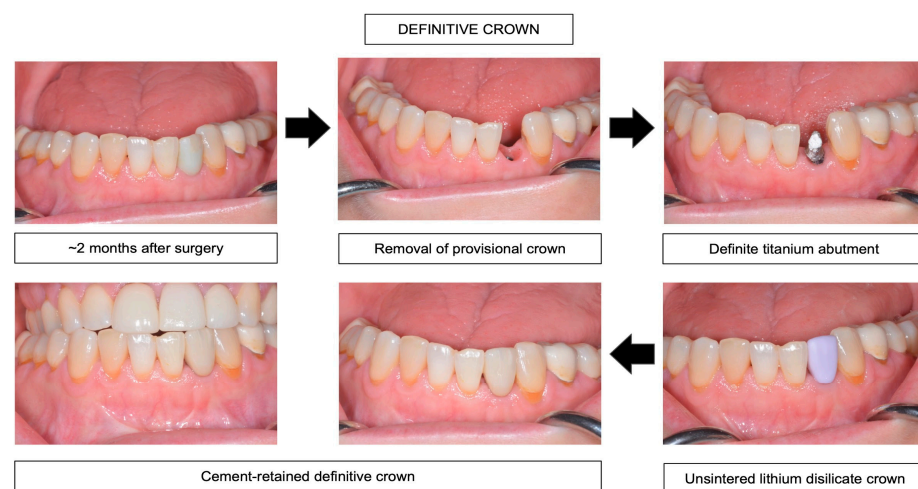 DEFINITIVE CROWN
~2 months after surgery
Removal of provisional crown
Definite titanium abutment
Cement-retained definitive crown
Unsintered lithium disilicate crown